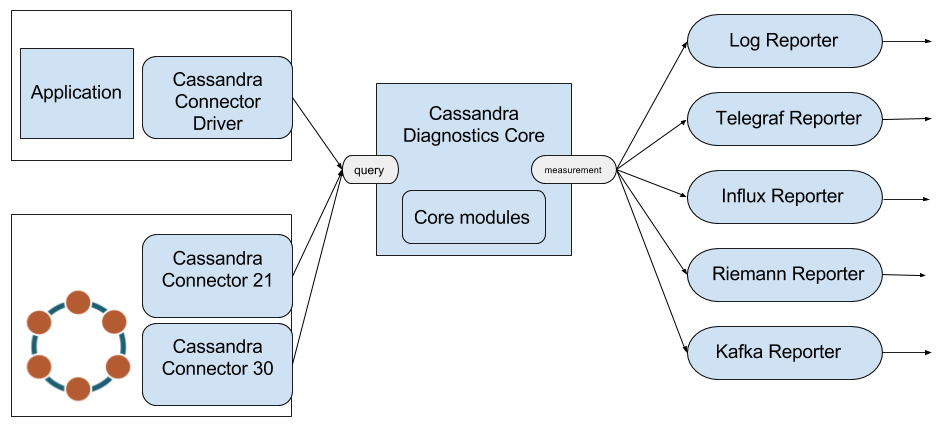 Application
Cassandra
Connector
Driver
Cassandra
Connector 21
Cassandra
Connector 30
query
Cassandra
Diagnostics Core
measurement
Core modules
Log Reporter
Telegraf Reporter
Influx Reporter
Riemann Reporter
Kafka Reporter